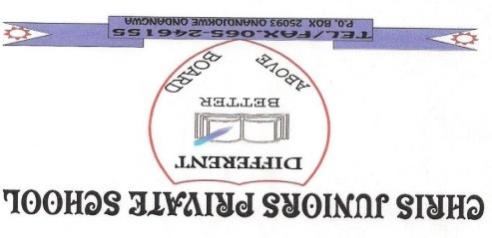 CHRIS JUNIORS PRIVATE SCHOOL
DIFFERENT
BETTER
ABOVE
BOARD
TEL/FAX.065-246155
P.O. BOX 25093 ONANDJOKWE ONDANGWA